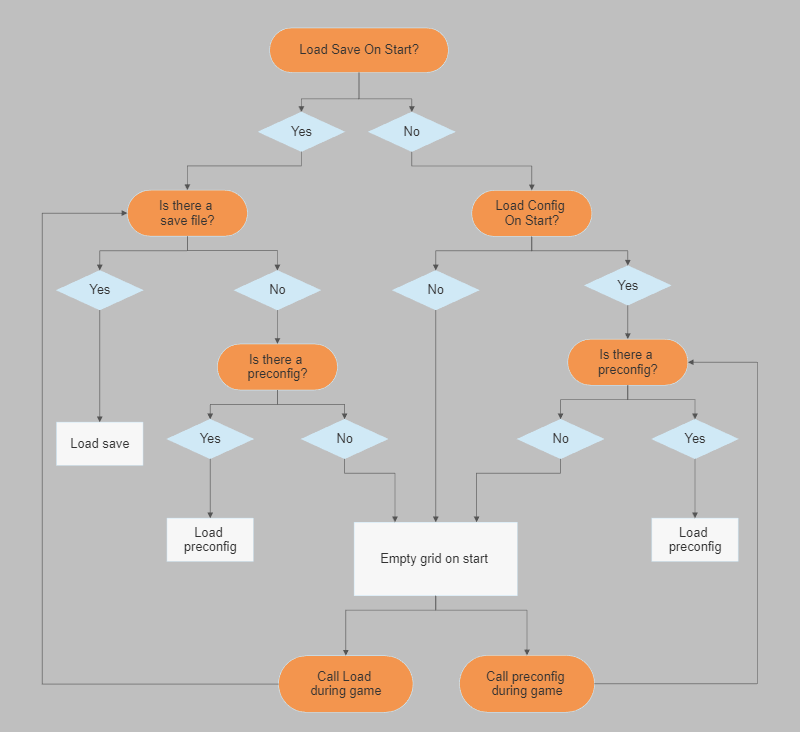 Load Save On Start?
Yes
No
Is there a
save file?
Load Config
On Start?
Yes
No
No
Yes
Is there a
preconfig?
Is there a
preconfig?
Load save
Yes
No
No
Yes
Load
preconfig
Empty grid on start
Load
preconfig
Call Load
during game
Call preconfig
during game